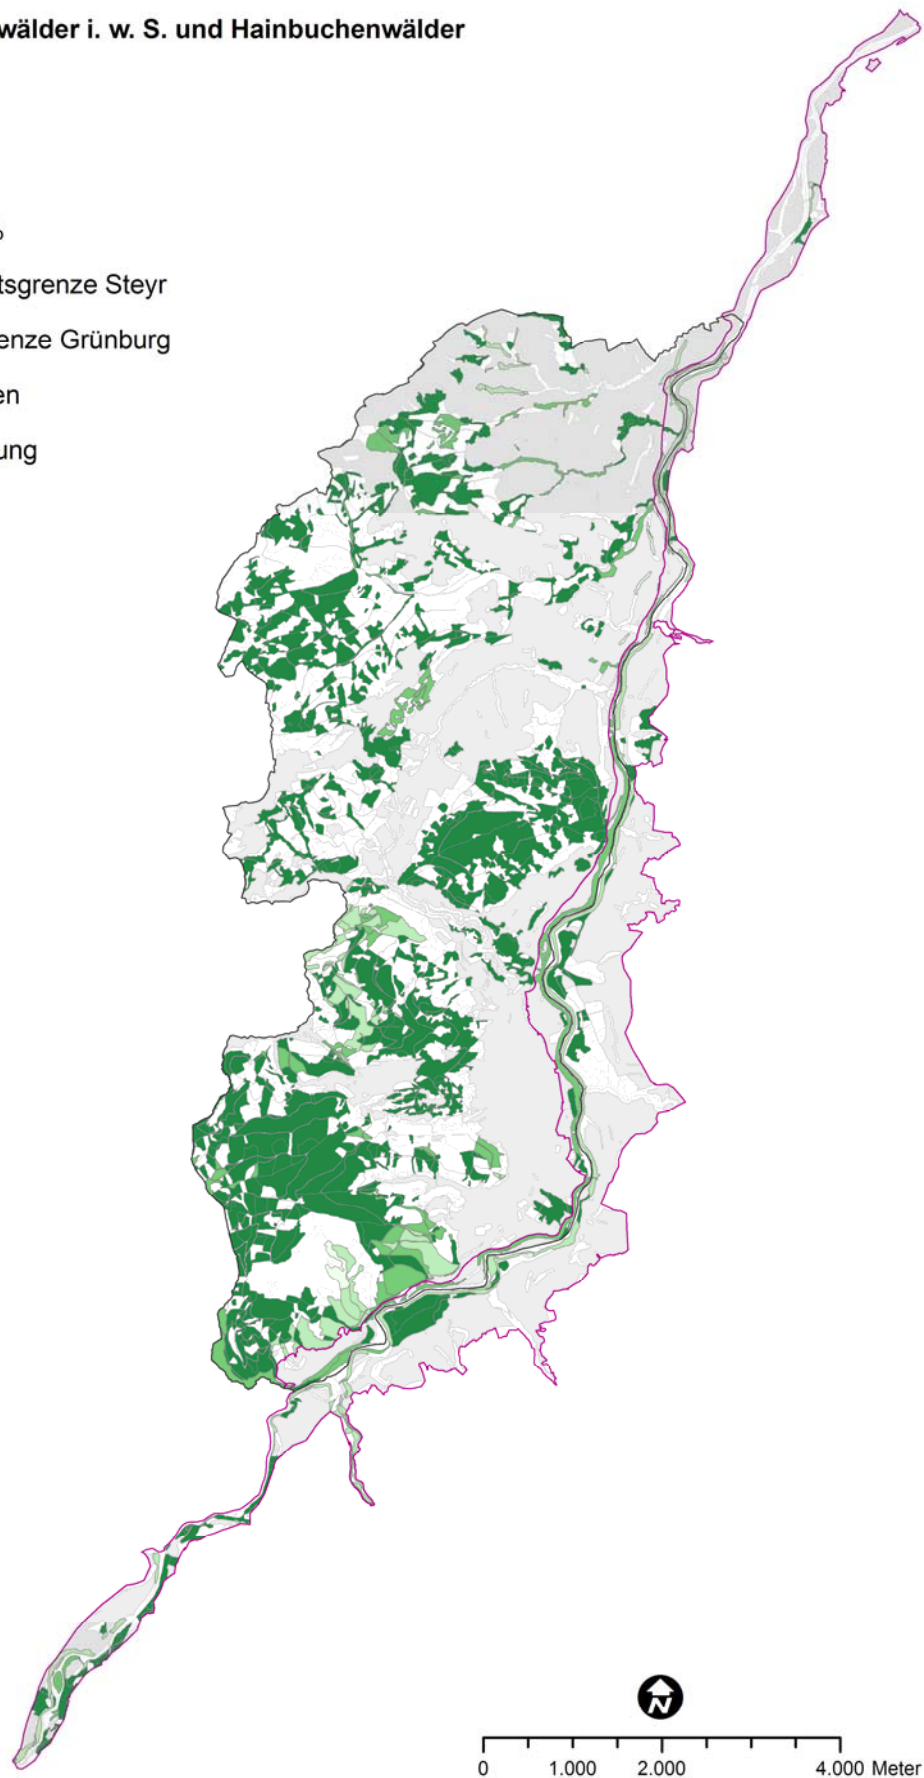 wälder i. w. S. und Hainbuchenwälder
%
tsgrenze Steyr
enze Grünburg
en
ung
N
0 1.000 2.000 4.000 Meter